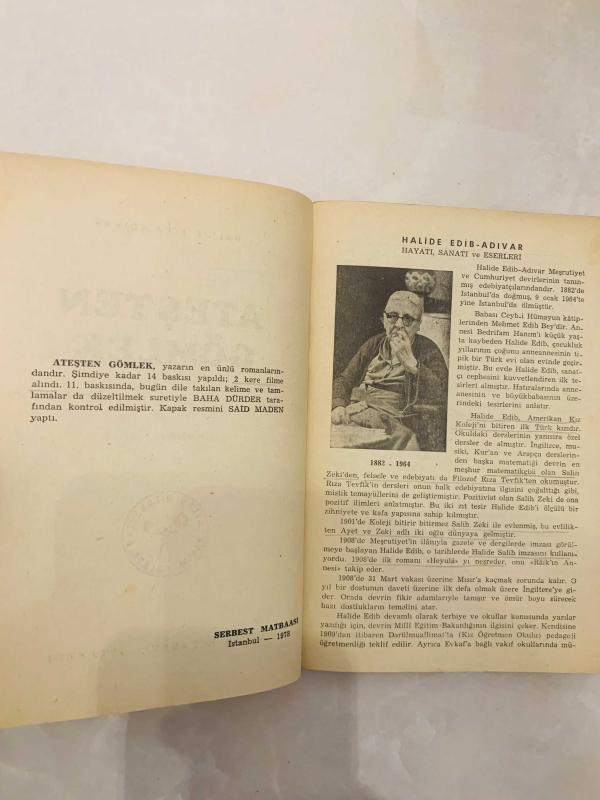 ATEŞTEN GÖMLEK, yazarın en ünlü romanların-
dandır. Şimdiye kadar 14 baskısı yapıldı; 2 kere filme
alındı. 11. baskısında, bugün dile takılan kelime ve tam-
lamalar da düzeltilmek suretiyle BAHA DÜRDER tara-
fından kontrol edilmiştir. Kapak resmini SAİD MADEN
yaptı.
SERBEST MATBAASI
İstanbul — 1978
HALİDE EDİB-ADIVAR
HAYATI, SANATI ve ESERLERİ
Halide Edib-Adıvar Meşrutiyet
ve Cumhuriyet devirlerinin tanın-
mış edebiyatçılarındandır. 1882'de
İstanbul'da doğmuş, 9 ocak 1964'te
yine İstanbul'da ölmüştür.
Babası Ceyb-i Hümayun kâtip-
lerinden Mehmet Edib Bey'dir. An-
nesi Bedrifam Hanım'ı küçük yaşta
kaybeden Halide Edib, çocukluk
yıllarının çoğunu anneannesinin ti-
pik bir Türk evi olan evinde geçir-
miştir. Bu evde Halide Edib, sanat-
çı cephesini kuvvetlendiren ilk te-
sirleri almıştır. Hatıralarında anne-
anesinin ve büyükbabasının üze-
rindeki tesirlerini anlatır.
Halide Edib, Amerikan Kız
Koleji'ni bitiren ilk Türk kızıdır.
Okuldaki derslerinin yanısıra özel
dersler de almıştır. İngilizce, mu-
siki, Kur'an ve Arapça derslerin-
den başka matematiği devrin en
meşhur matematikçisi olan Salih
1882 - 1964
Zeki'den, felsefe ve edebiyatı da Filozof Rıza Tevfik'ten okumuştur.
Rıza Tevfik'in dersleri onun halk edebiyatına ilgisini çoğalttığı gibi,
mistik temayüllerini de geliştirmiştir. Pozitivist olan Salih Zeki de ona
pozitif ilimleri anlatmıştır. Bu iki zıt tesir Halide Edib'i ölçülü bir
zihniyete ve kafa yapısına sahip kılmıştır.
1901'de Koleji bitirir bitirmez Salih Zeki ile evlenmiş, bu evlilik-
ten Ayet ve Zeki adlı iki oğlu dünyaya gelmiştir.
1908'de Meşrutiyet'in ilânıyla gazete ve dergilerde imzası görül-
meye başlayan Halide Edib, o tarihlerde Halide Salih imzasını kullanı-
yordu. 1908'de ilk romanı «Heyulâ» yı neşreder, onu «Râik'ın An-
nesi» takip eder.
1908'de 31 Mart vakası üzerine Mısır'a kaçmak zorunda kalır. O
yıl bir dostunun daveti üzerine ilk defa olmak üzere İngiltere'ye gi-
der. Orada devrin fikir adamlariyle tanışır ve ömür boyu sürecek
bazı dostlukların temelini atar.
Halide Edib devamlı olarak terbiye ve okullar konusunda yazılar
yazdığı için, devrin Millî Eğitim-Bakanlığının ilgisini çeker. Kendisine
1909'dan itibaren Darülmuallimat'ta (Kız Öğretmen Okulu) pedagoji
öğretmenliği teklif edilir. Ayrıca Evkaf'a bağlı vakıf okullarında mü-